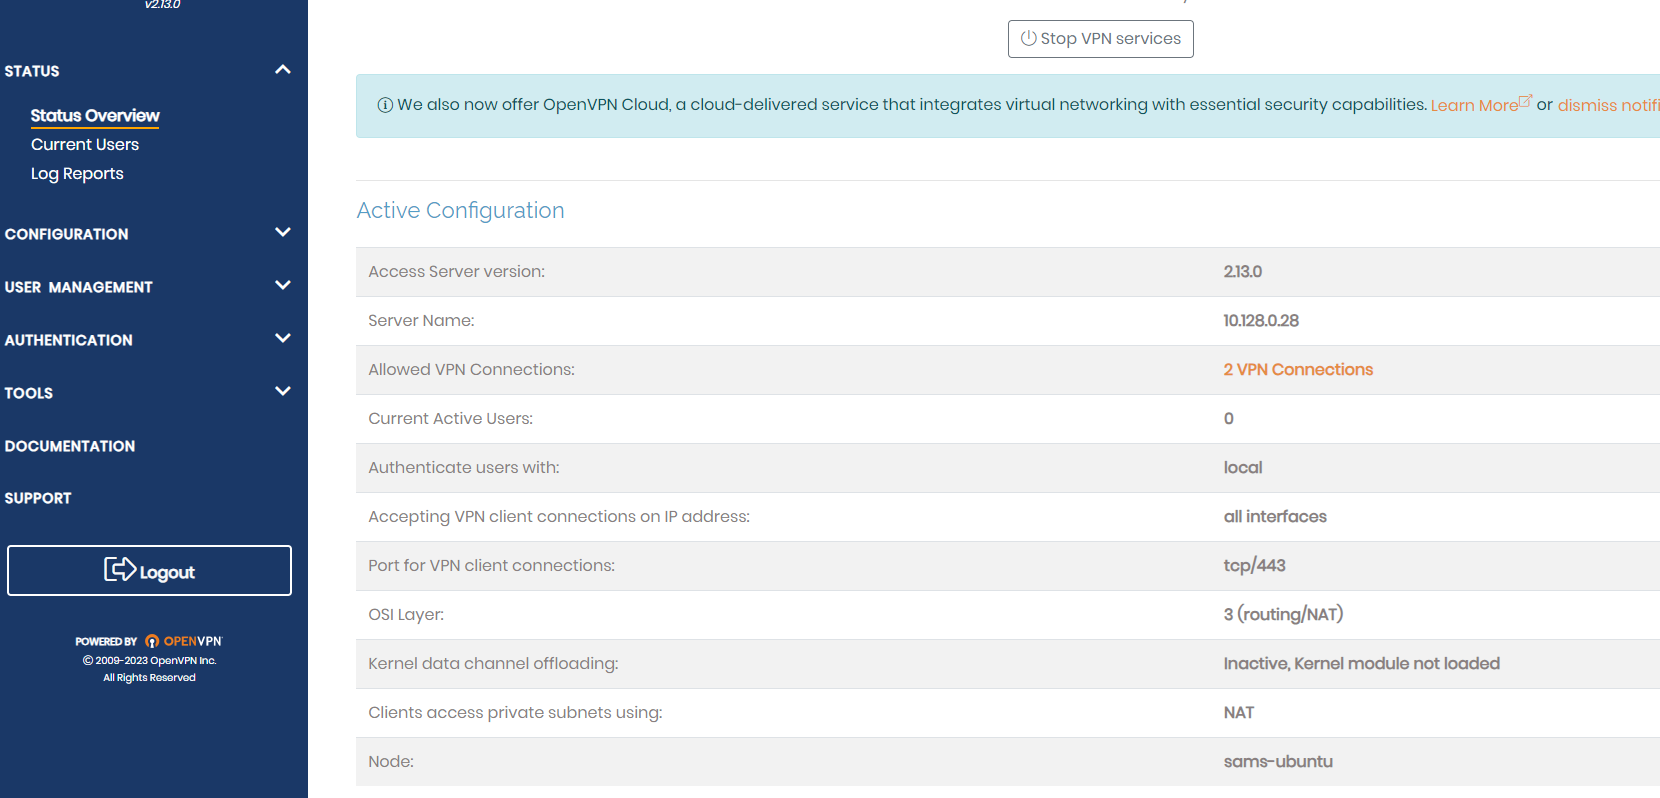 v2.13.0
STATUS
Status Overview
Current Users
Log Reports
CONFIGURATION
USER MANAGEMENT
AUTHENTICATION
TOOLS
DOCUMENTATION
SUPPORT
Logout
POWERED BY OPENVPN
© 2009-2023 OpenVPN Inc.
All Rights Reserved
Stop VPN services
We also now offer OpenVPN Cloud, a cloud-delivered service that integrates virtual networking with essential security capabilities. Learn More or dismiss notifi
Active Configuration
Access Server version: 2.13.0
Server Name: 10.128.0.28
Allowed VPN Connections: 2 VPN Connections
Current Active Users: 0
Authenticate users with: local
Accepting VPN client connections on IP address: all interfaces
Port for VPN client connections: tcp/443
OSI Layer: 3 (routing/NAT)
Kernel data channel offloading: Inactive, Kernel module not loaded
Clients access private subnets using: NAT
Node: sams-ubuntu